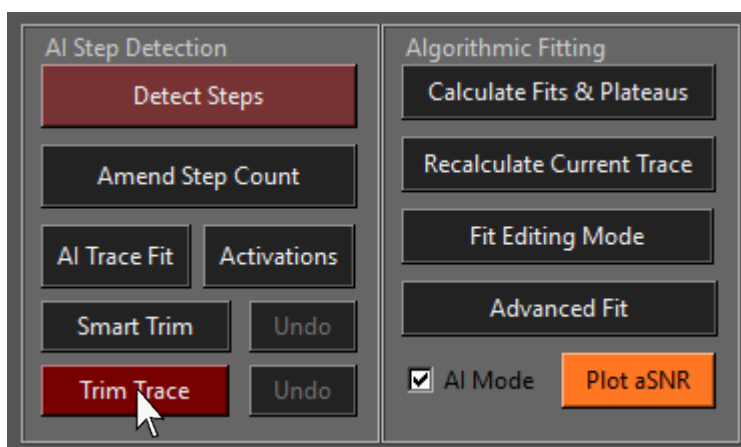 AI Step Detection
Detect Steps
Amend Step Count
AI Trace Fit
Activations
Smart Trim
Undo
Trim Trace
Undo
Algorithmic Fitting
Calculate Fits & Plateaus
Recalculate Current Trace
Fit Editing Mode
Advanced Fit
AI Mode
Plot aSNR